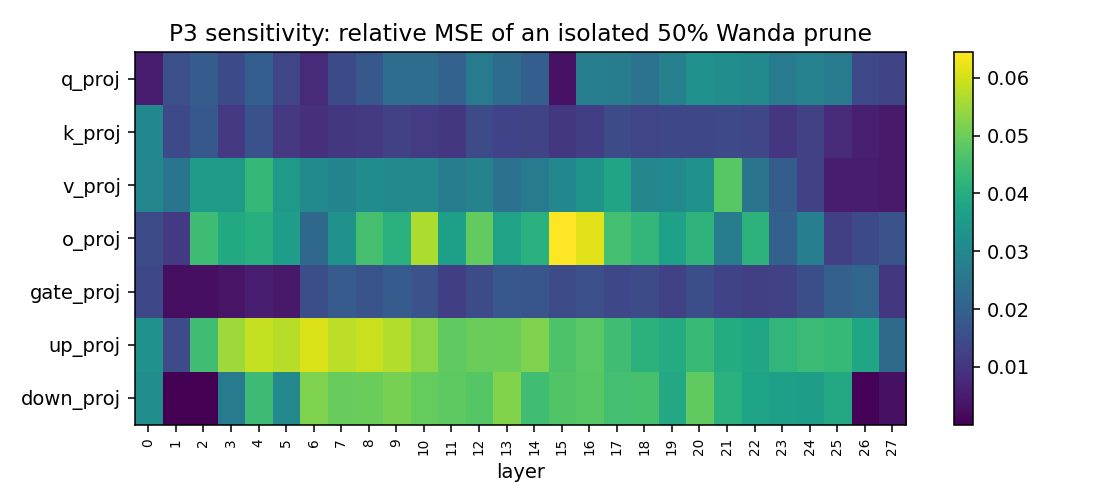 P3 sensitivity: relative MSE of an isolated 50% Wanda prune
q_proj
k_proj
v_proj
o_proj
gate_proj
up_proj
down_proj
0 1 2 3 4 5 6 7 8 9 10 11 12 13 14 15 16 17 18 19 20 21 22 23 24 25 26 27
layer
0.06
0.05
0.04
0.03
0.02
0.01